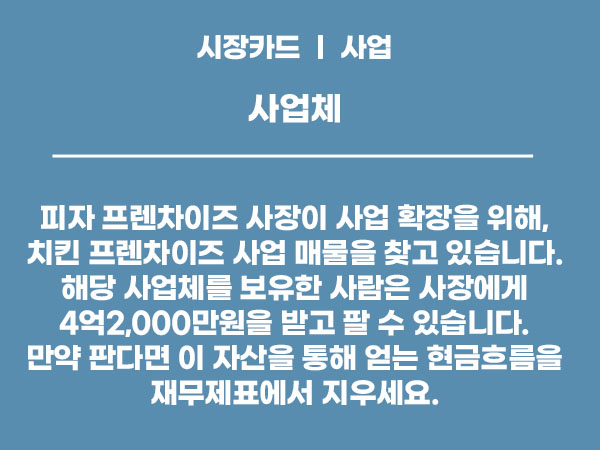 시장카드 ㅣ 사업
사업체
피자 프렌차이즈 사장이 사업 확장을 위해,
치킨 프렌차이즈 사업 매물을 찾고 있습니다.
해당 사업체를 보유한 사람은 사장에게
4억2,000만원을 받고 팔 수 있습니다.
만약 판다면 이 자산을 통해 얻는 현금흐름을
재무제표에서 지우세요.